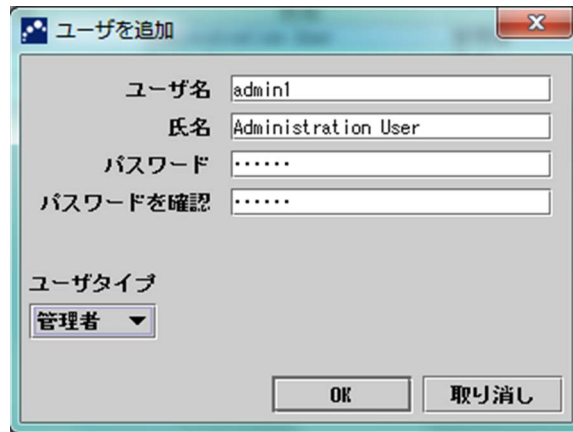 ユーザを追加
ユーザ名 admin1
氏名 Administration User
パスワード ••••••
パスワードを確認 ••••••
ユーザタイプ
管理者
OK 取り消し